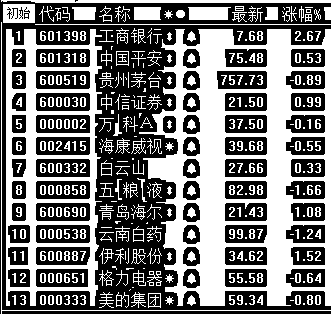 初始 代码 名称 最新 涨幅%
1 601398 工商银行 7.68 2.67
2 601318 中国平安 75.48 0.53
3 600519 贵州茅台 757.73 -0.89
4 600030 中信证券 21.50 0.99
5 000002 万科A 37.50 -0.16
6 002415 海康威视 39.68 -0.55
7 600332 白云山 27.66 0.33
8 000858 五粮液 82.98 -1.66
9 600690 青岛海尔 21.43 1.08
10 000538 云南白药 99.87 -1.24
11 600887 伊利股份 34.62 1.52
12 000651 格力电器 55.58 -0.64
13 000333 美的集团 59.34 -0.80